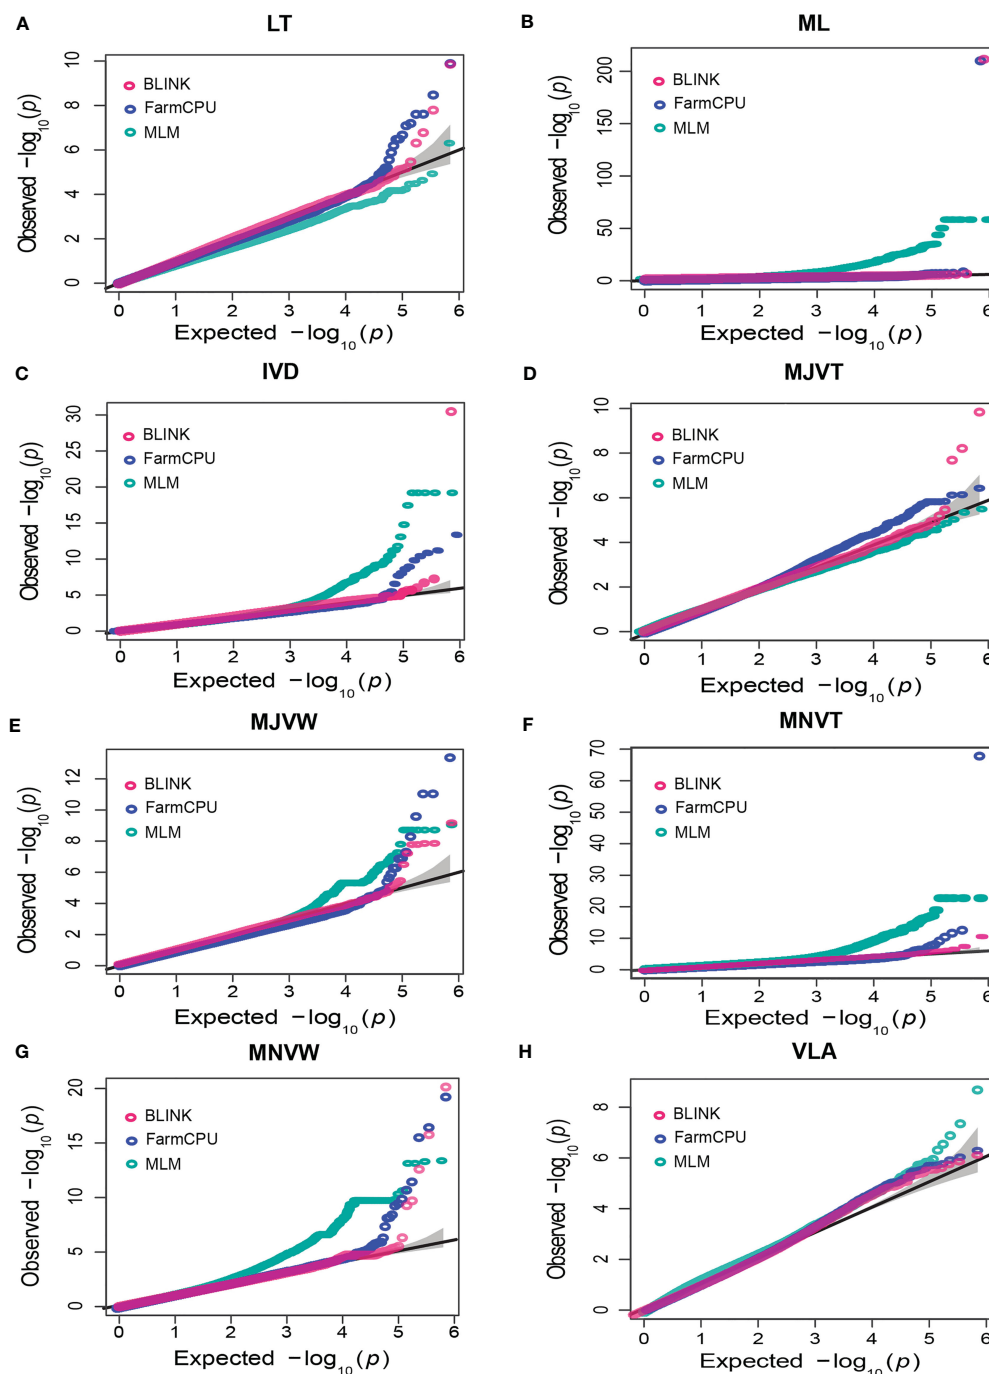 A
LT
10
8
6
4
2
0
Observed −log10(p)
BLINK
FarmCPU
MLM
0 1 2 3 4 5 6
Expected −log10(p)
B
ML
200
150
100
50
0
Observed −log10(p)
BLINK
FarmCPU
MLM
0 1 2 3 4 5 6
Expected −log10(p)
C
IVD
30
25
20
15
10
5
0
Observed −log10(p)
BLINK
FarmCPU
MLM
0 1 2 3 4 5 6
Expected −log10(p)
D
MJVT
10
8
6
4
2
0
Observed −log10(p)
BLINK
FarmCPU
MLM
0 1 2 3 4 5 6
Expected −log10(p)
E
MJVW
12
10
8
6
4
2
0
Observed −log10(p)
BLINK
FarmCPU
MLM
0 1 2 3 4 5 6
Expected −log10(p)
F
MNVT
70
60
50
40
30
20
10
0
Observed −log10(p)
BLINK
FarmCPU
MLM
0 1 2 3 4 5 6
Expected −log10(p)
G
MNVW
20
15
10
5
0
Observed −log10(p)
BLINK
FarmCPU
MLM
0 1 2 3 4 5 6
Expected −log10(p)
H
VLA
8
6
4
2
0
Observed −log10(p)
BLINK
FarmCPU
MLM
0 1 2 3 4 5 6
Expected −log10(p)